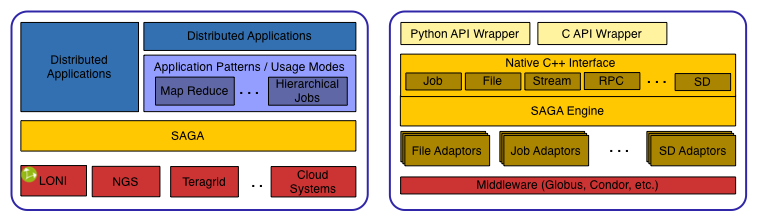 Distributed
Applications
Distributed Applications
Application Patterns / Usage Modes
Map Reduce
. . .
Hierarchical
Jobs
SAGA
LONI
NGS
Teragrid
. .
Cloud
Systems
Python API Wrapper
C API Wrapper
Native C++ Interface
Job
File
Stream
RPC
. . .
SD
SAGA Engine
File Adaptors
Job Adaptors
. . .
SD Adaptors
Middleware (Globus, Condor, etc.)